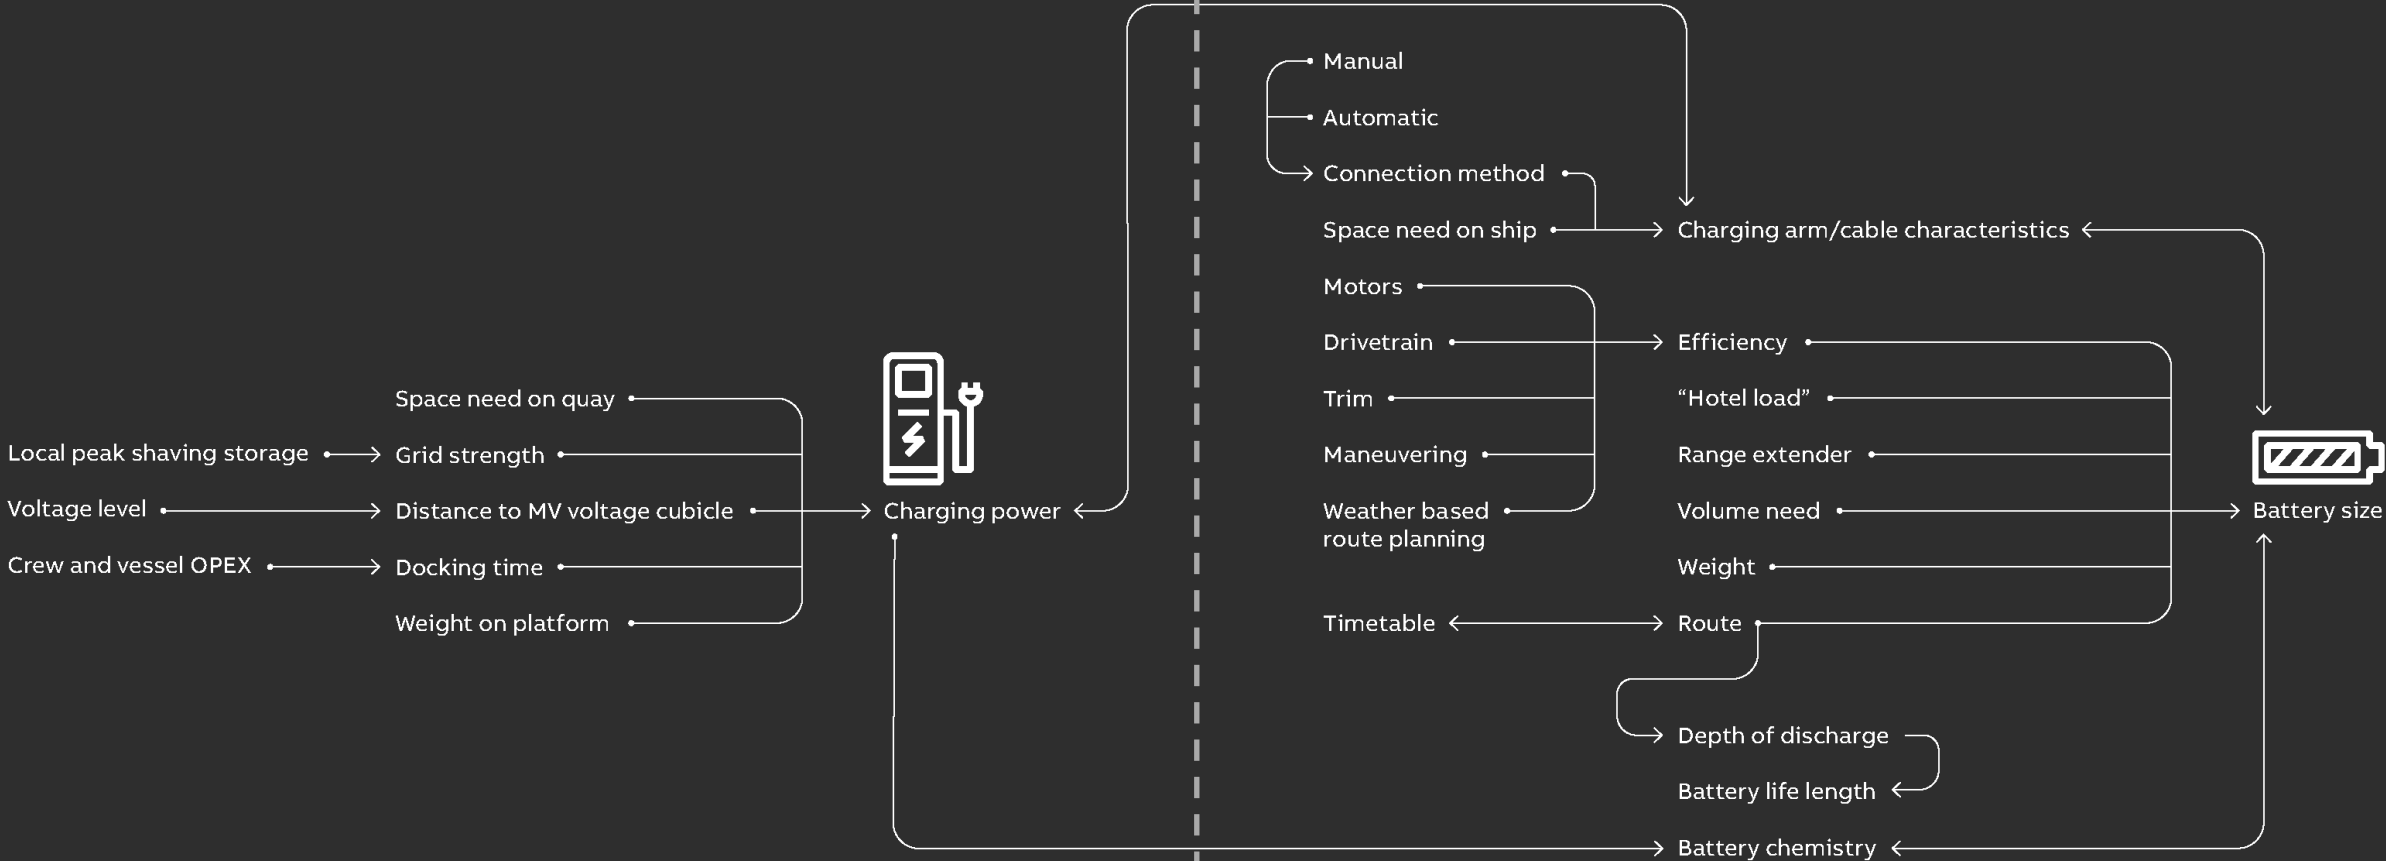 Manual
Automatic
Connection method
Space need on ship
Charging arm/cable characteristics
Motors
Drivetrain
Efficiency
Space need on quay
Trim
“Hotel load”
Local peak shaving storage
Grid strength
Maneuvering
Range extender
Voltage level
Distance to MV voltage cubicle
Charging power
Weather based
route planning
Volume need
Battery size
Crew and vessel OPEX
Docking time
Weight
Weight on platform
Timetable
Route
Depth of discharge
Battery life length
Battery chemistry